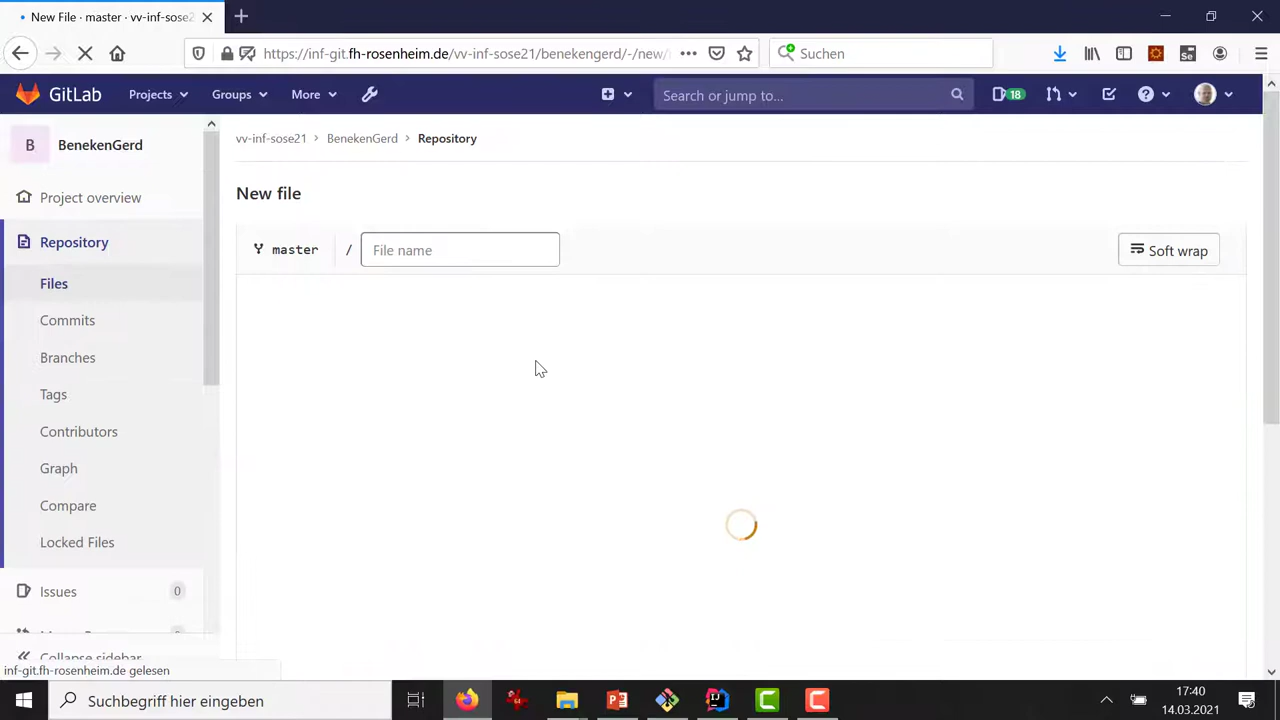 New File · master · vv-inf-sose2
https://inf-git.fh-rosenheim.de/vv-inf-sose21/benekengerd/-/new/
Suchen
GitLab
Projects
Groups
More
Search or jump to...
18
B
BenekenGerd
vv-inf-sose21 > BenekenGerd > Repository
Project overview
New file
Repository
master / File name
Soft wrap
Files
Commits
Branches
Tags
Contributors
Graph
Compare
Locked Files
Issues 0
Collapse sidebar
inf-git.fh-rosenheim.de gelesen
Suchbegriff hier eingeben
17:40
14.03.2021